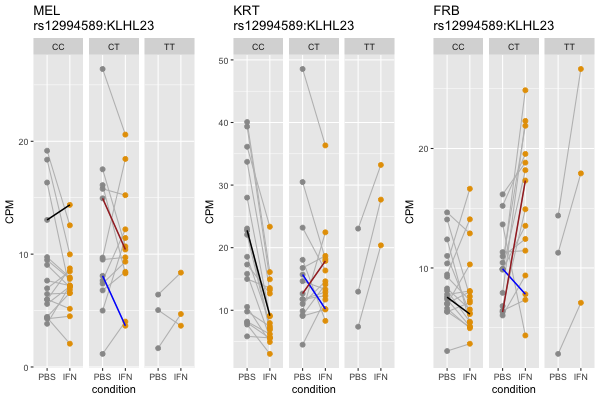 MEL
rs12994589:KLHL23
CC CT TT
CPM
20
10
0
PBS IFN PBS IFN PBS IFN
condition
KRT
rs12994589:KLHL23
CC CT TT
CPM
50
40
30
20
10
PBS IFN PBS IFN PBS IFN
condition
FRB
rs12994589:KLHL23
CC CT TT
CPM
20
10
PBS IFN PBS IFN PBS IFN
condition